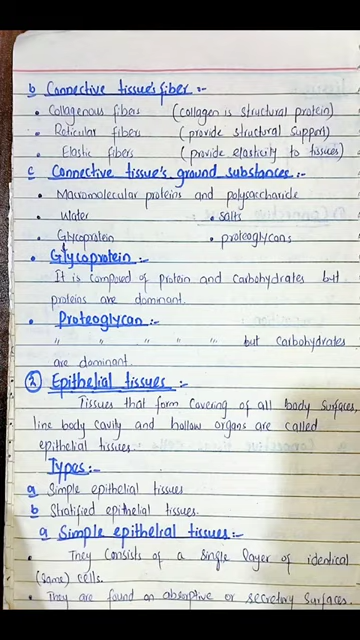 b Connective tissue's fiber :-
• Collagenous fibers (collagen is structural protein)
• Reticular fibers (provide structural support)
• Elastic fibers (provide elasticity to tissues)
c Connective tissue's ground substances :-
• Macromolecular proteins and polysaccharide
• Water • salts
• Glycoprotein • proteoglycans
• Glycoprotein :-
It is composed of protein and Carbohydrates but
proteins are dominant.
• Proteoglycan :-
" " " " " but carbohydrates
are dominant.
② Epithelial tissues :-
Tissues that form covering of all body surfaces,
line body cavity and hollow organs are called
epithelial tissues.
Types :-
a Simple epithelial tissues
b Stratified epithelial tissues.
a Simple epithelial tissues :-
• They consists of a single layer of identical
(same) cells.
• They are found on absorptive or secretory surfaces